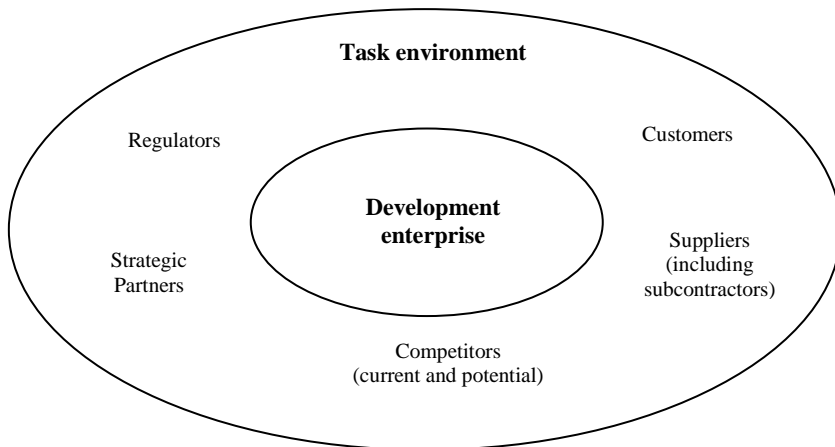 Task environment
Regulators
Customers
Development
enterprise
Strategic
Partners
Suppliers
(including
subcontractors)
Competitors
(current and potential)